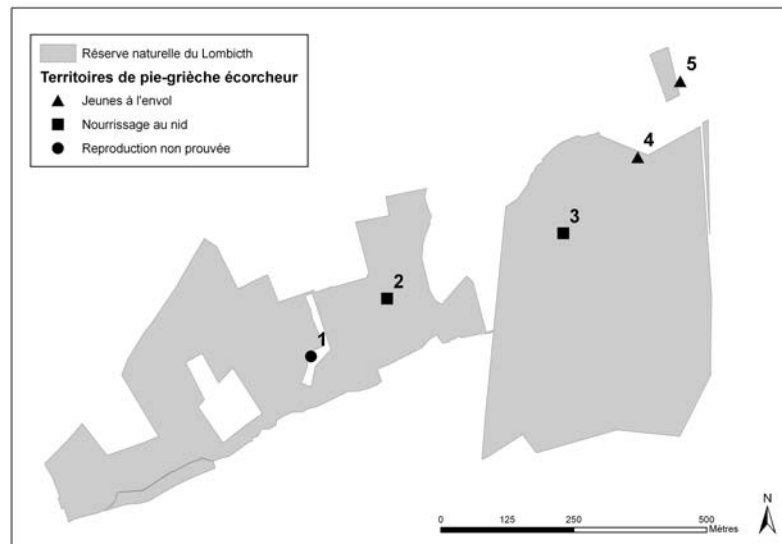 Réserve naturelle du Lombicth
Territoires de pie-grièche écorcheur
Jeunes à l'envol
Nourrissage au nid
Reproduction non prouvée
5
4
3
2
1
N
0 125 250 500
Mètres